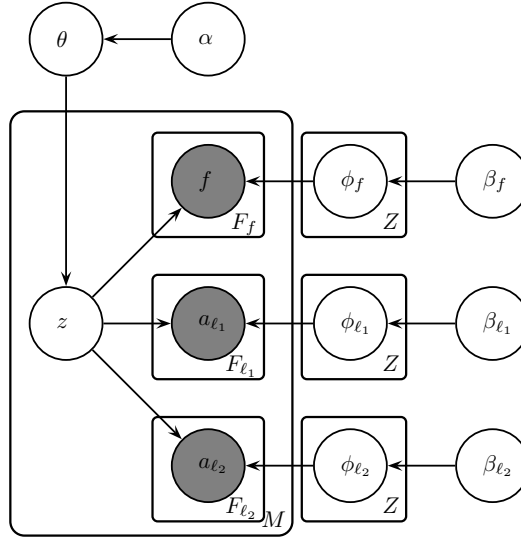 θ α
f ϕ_f β_f
F_f Z
z a_ℓ₁ ϕ_ℓ₁ β_ℓ₁
F_ℓ₁ Z
a_ℓ₂ ϕ_ℓ₂ β_ℓ₂
F_ℓ₂ M Z